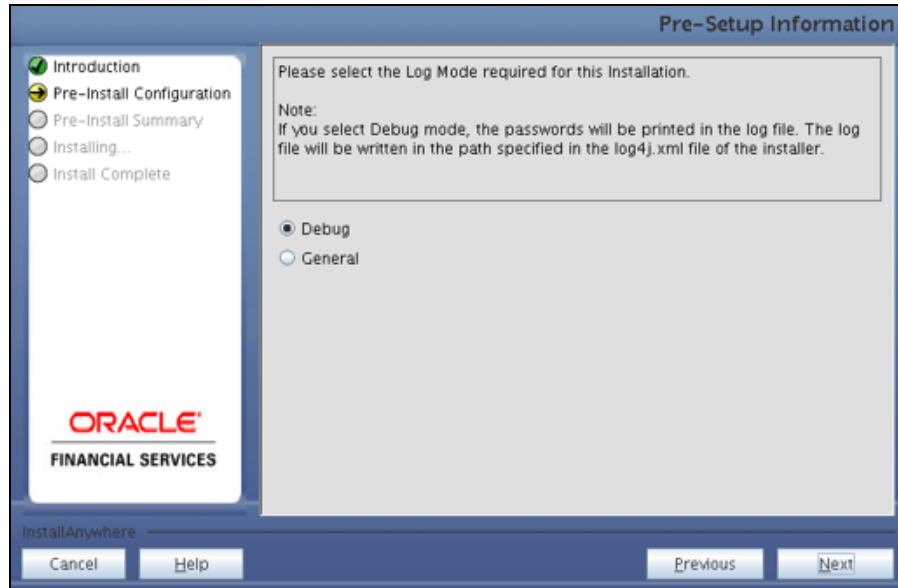 Pre-Setup Information
Introduction
Pre-Install Configuration
Pre-Install Summary
Installing...
Install Complete
Please select the Log Mode required for this Installation.
Note:
If you select Debug mode, the passwords will be printed in the log file. The log
file will be written in the path specified in the log4j.xml file of the installer.
Debug
General
ORACLE
FINANCIAL SERVICES
InstallAnywhere
Cancel
Help
Previous
Next